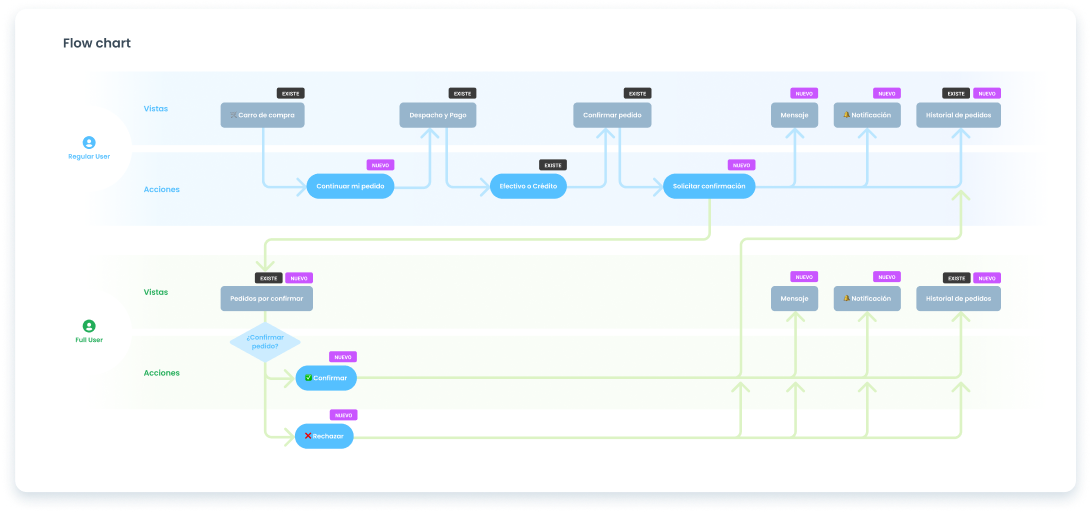 Flow chart
Vistas
EXISTE
Carro de compra
EXISTE
Despacho y Pago
EXISTE
Confirmar pedido
NUEVO
Mensaje
NUEVO
Notificación
EXISTE
NUEVO
Historial de pedidos
Regular User
Acciones
NUEVO
Continuar mi pedido
EXISTE
Efectivo o Crédito
NUEVO
Solicitar confirmación
Vistas
EXISTE
NUEVO
Pedidos por confirmar
NUEVO
Mensaje
NUEVO
Notificación
EXISTE
NUEVO
Historial de pedidos
Full User
¿Confirmar
pedido?
Acciones
NUEVO
Confirmar
NUEVO
Rechazar